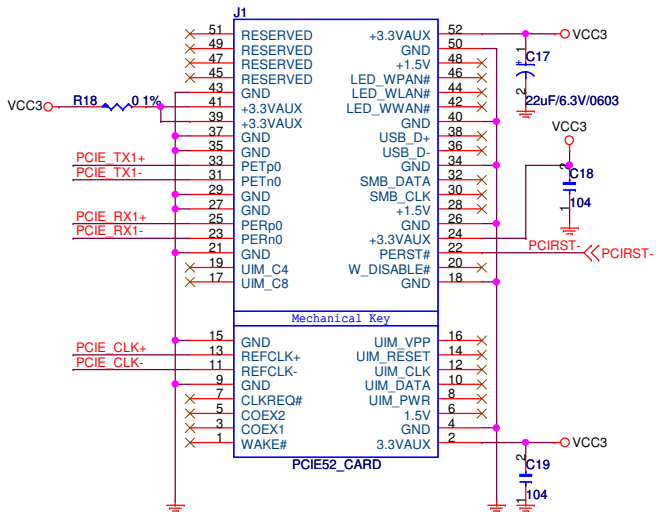 J1
51 RESERVED +3.3VAUX 52 VCC3
49 RESERVED GND 50
47 RESERVED +1.5V 48
45 RESERVED LED_WPAN# 46
43 GND LED_WLAN# 44
VCC3 R18 0 1% 41 +3.3VAUX LED_WWAN# 42
39 +3.3VAUX GND 40
37 GND USB_D+ 38
35 GND USB_D- 36
PCIE_TX1+ 33 PETp0 GND 34
PCIE_TX1- 31 PETn0 SMB_DATA 32
29 GND SMB_CLK 30
27 GND +1.5V 28
PCIE_RX1+ 25 PERp0 GND 26
PCIE_RX1- 23 PERn0 +3.3VAUX 24
21 GND PERST# 22 PCIRST- PCIRST-
19 UIM_C4 W_DISABLE# 20
17 UIM_C8 GND 18
Mechanical Key
15 GND UIM_VPP 16
PCIE_CLK+ 13 REFCLK+ UIM_RESET 14
PCIE_CLK- 11 REFCLK- UIM_CLK 12
9 GND UIM_DATA 10
7 CLKREQ# UIM_PWR 8
5 COEX2 1.5V 6
3 COEX1 GND 4
1 WAKE# 3.3VAUX 2 VCC3
PCIE52_CARD
1
C17
+
2
22uF/6.3V/0603
VCC3
2
C18
104
1
2
C19
104
1